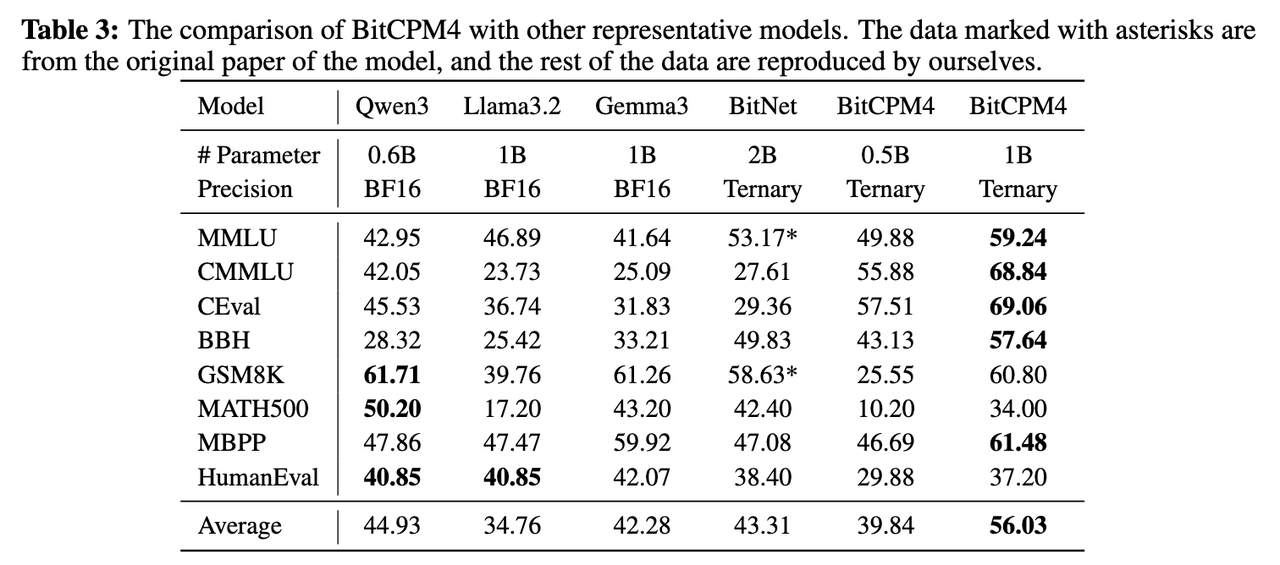 Table 3: The comparison of BitCPM4 with other representative models. The data marked with asterisks are
from the original paper of the model, and the rest of the data are reproduced by ourselves.
Model Qwen3 Llama3.2 Gemma3 BitNet BitCPM4 BitCPM4
# Parameter 0.6B 1B 1B 2B 0.5B 1B
Precision BF16 BF16 BF16 Ternary Ternary Ternary
MMLU 42.95 46.89 41.64 53.17* 49.88 59.24
CMMLU 42.05 23.73 25.09 27.61 55.88 68.84
CEval 45.53 36.74 31.83 29.36 57.51 69.06
BBH 28.32 25.42 33.21 49.83 43.13 57.64
GSM8K 61.71 39.76 61.26 58.63* 25.55 60.80
MATH500 50.20 17.20 43.20 42.40 10.20 34.00
MBPP 47.86 47.47 59.92 47.08 46.69 61.48
HumanEval 40.85 40.85 42.07 38.40 29.88 37.20
Average 44.93 34.76 42.28 43.31 39.84 56.03